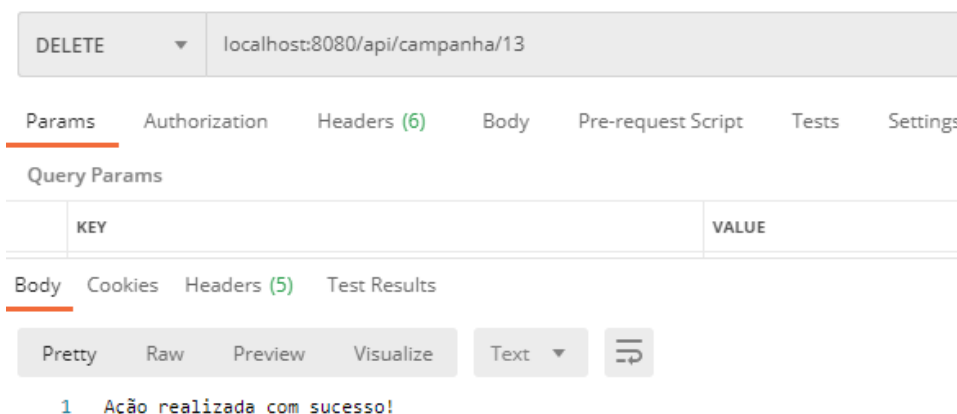 DELETE localhost:8080/api/campanha/13
Params Authorization Headers (6) Body Pre-request Script Tests Settings
Query Params
KEY VALUE
Body Cookies Headers (5) Test Results
Pretty Raw Preview Visualize Text
1 Ação realizada com sucesso!